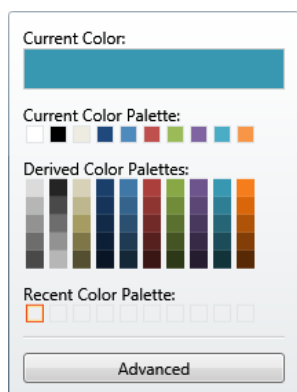 Current Color:
Current Color Palette:
Derived Color Palettes:
Recent Color Palette:
Advanced